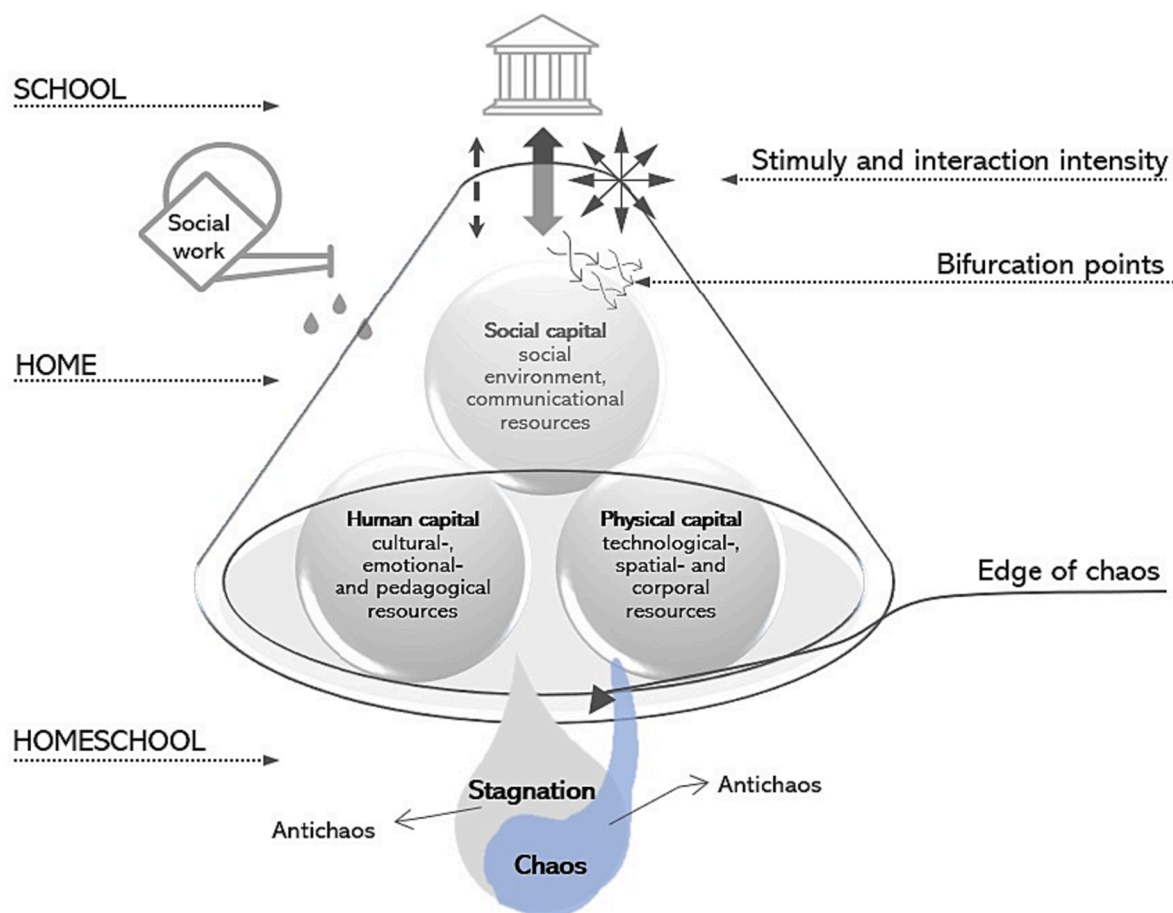 SCHOOL
Stimuly and interaction intensity
Social
work
Bifurcation points
Social capital
social
environment,
communicational
resources
HOME
Human capital
cultural-,
emotional-
and pedagogical
resources
Physical capital
technological-,
spatial- and
corporal
resources
Edge of chaos
HOMESCHOOL
Stagnation
Antichaos
Antichaos
Chaos